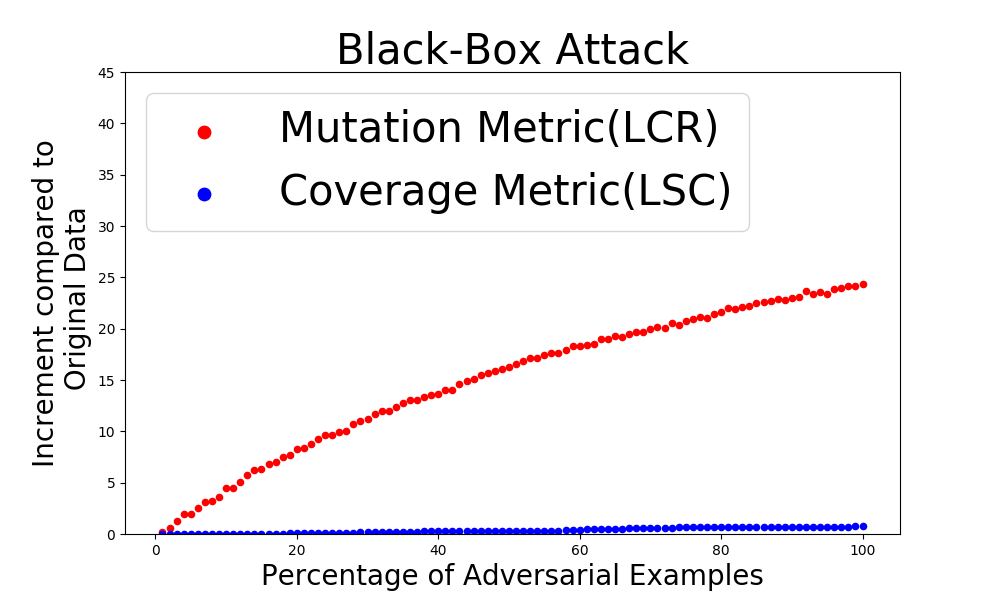 Black-Box Attack
45
40
35
30
25
20
15
10
5
0
Increment compared to
Original Data
Mutation Metric(LCR)
Coverage Metric(LSC)
0 20 40 60 80 100
Percentage of Adversarial Examples